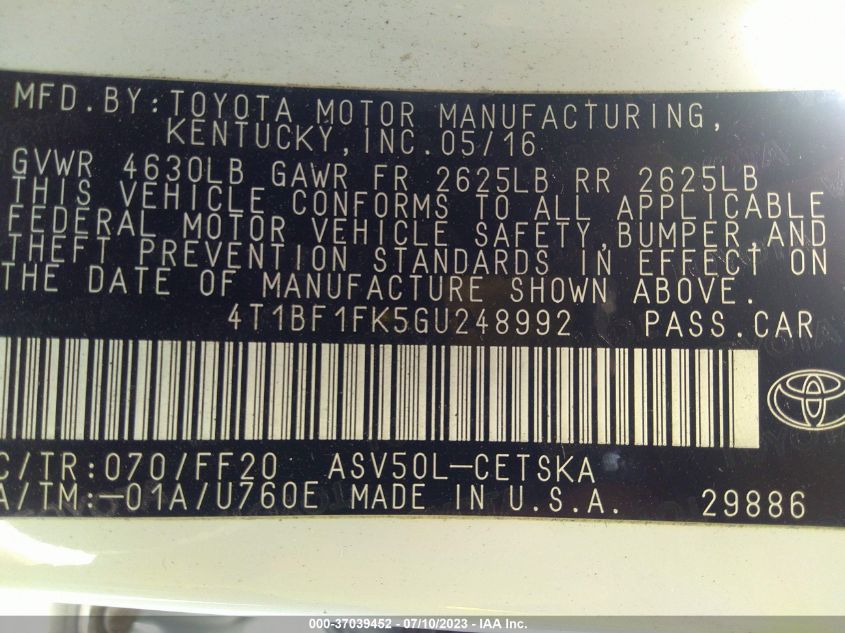 MFD.BY:TOYOTA MOTOR MANUFACTURING,
KENTUCKY,INC.05/16
GVWR 4630LB GAWR FR 2625LB RR 2625LB
THIS VEHICLE CONFORMS TO ALL APPLICABLE
FEDERAL MOTOR VEHICLE SAFETY,BUMPER,AND
THEFT PREVENTION STANDARDS IN EFFECT ON
THE DATE OF MANUFACTURE SHOWN ABOVE.
4T1BF1FK5GU248992 PASS.CAR
C/TR:070/FF20 ASV50L-CETSKA
A/TM:-01A/U760E MADE IN U.S.A. 29886
000-37039452 - 07/10/2023 - IAA Inc.